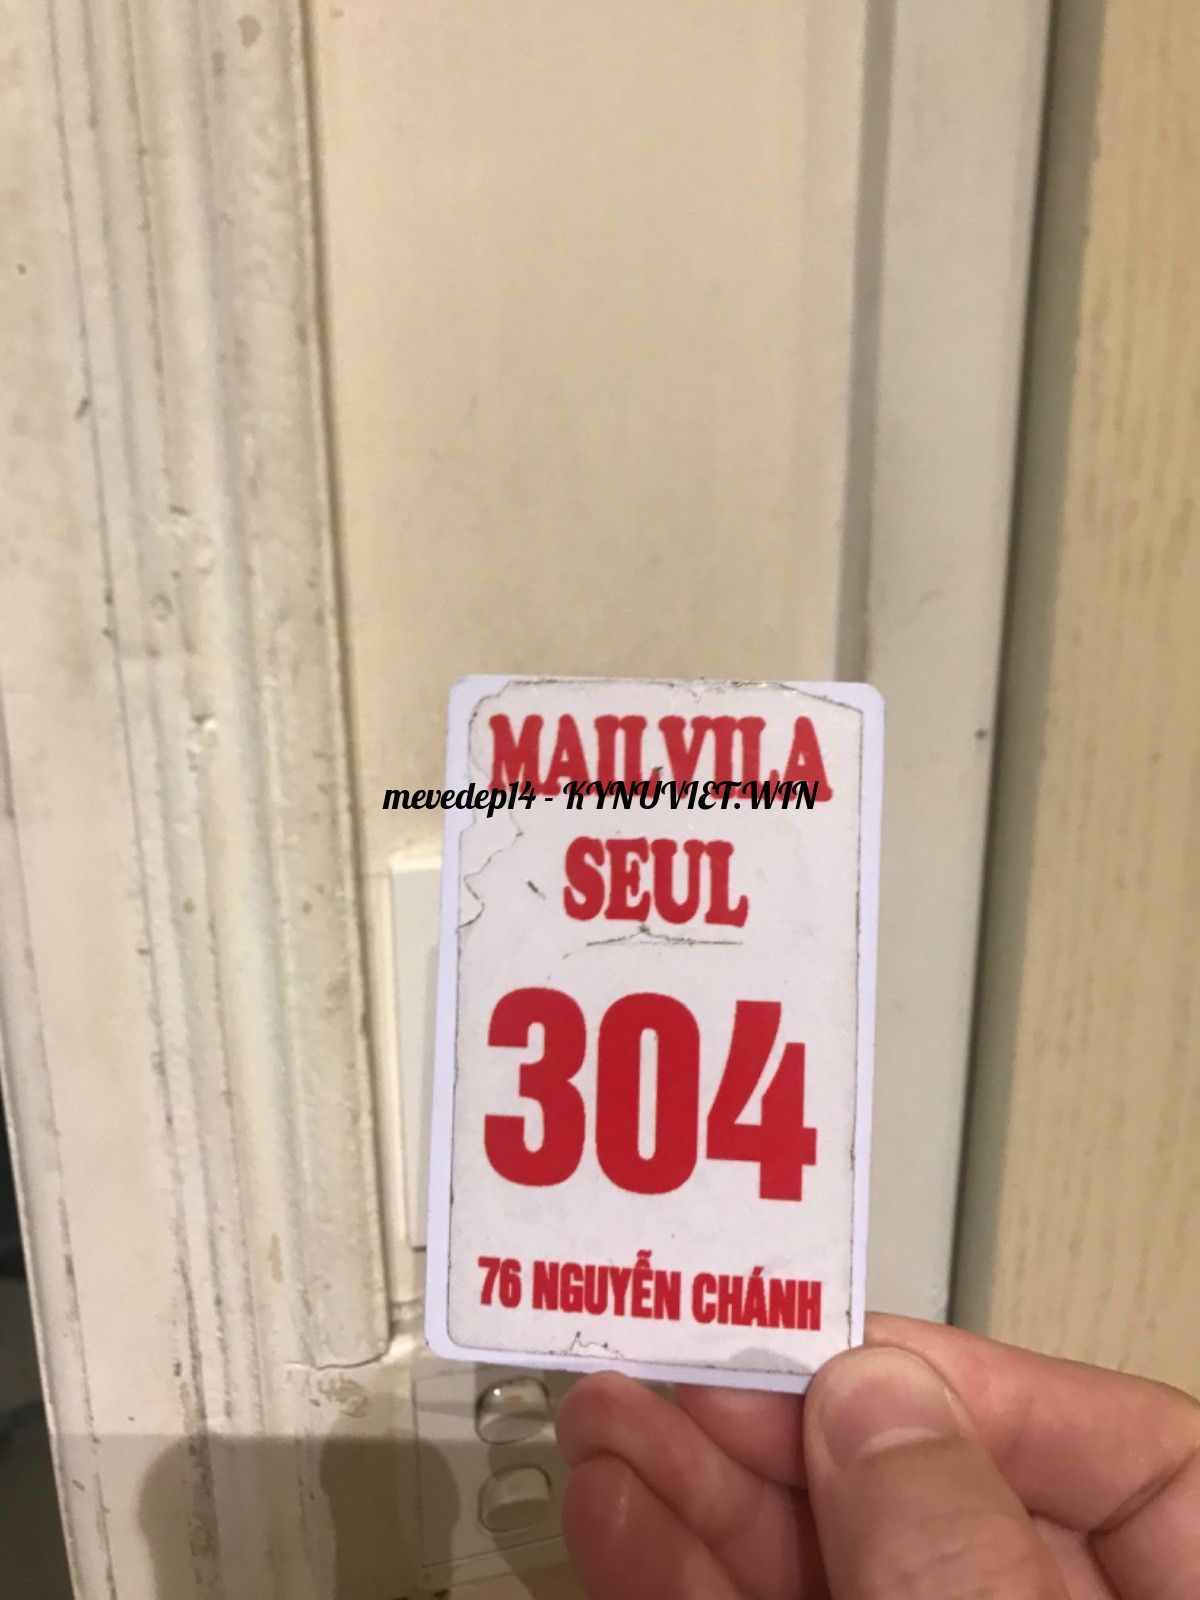 MAILVILA
mevedep14 - KYNUVIET.WIN
SEUL
304
76 NGUYỄN CHÁNH